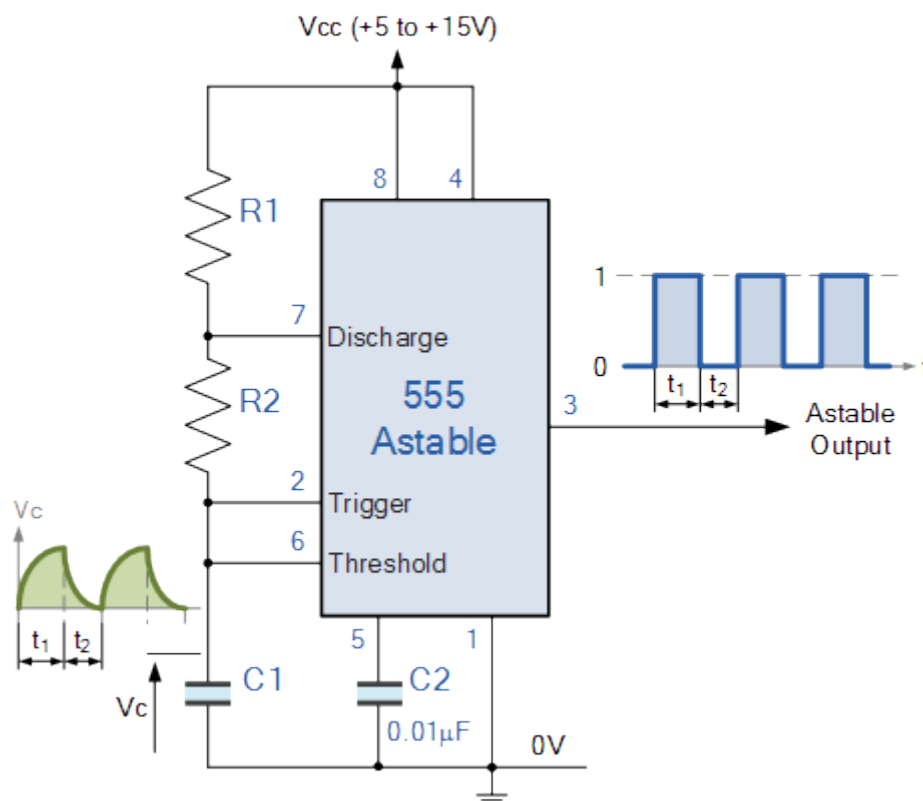 Vcc (+5 to +15V)
8
4
R1
7
Discharge
R2
555
Astable
3
1
0
t
t₁
t₂
Astable
Output
2
Trigger
6
Threshold
Vc
t₁
t₂
5
1
C1
C2
Vc
0.01µF
0V